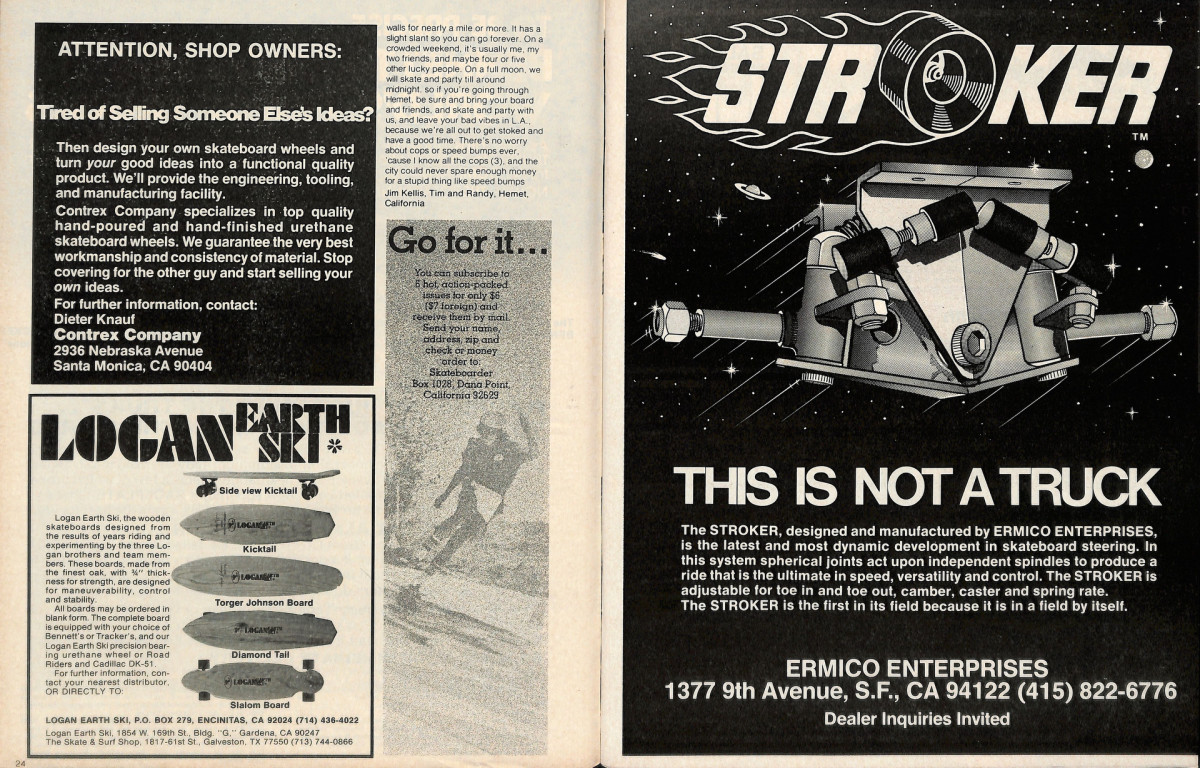 ATTENTION, SHOP OWNERS:
Tired of Selling Someone Else's Ideas?
Then design your own skateboard wheels and
turn your good ideas into a functional quality
product. We'll provide the engineering, tooling,
and manufacturing facility.
Contrex Company specializes in top quality
hand-poured and hand-finished urethane
skateboard wheels. We guarantee the very best
workmanship and consistency of material. Stop
covering for the other guy and start selling your
own ideas.
For further information, contact:
Dieter Knauf
Contrex Company
2936 Nebraska Avenue
Santa Monica, CA 90404
LOGAN EARTH SKI
Side view Kicktail
LOGAN EARTH SKI
Kicktail
LOGAN EARTH SKI
Torger Johnson Board
LOGAN EARTH SKI
Diamond Tail
LOGAN EARTH SKI
Slalom Board
Logan Earth Ski, the wooden
skateboards designed from
the results of years riding and
experimenting by the three Lo-
gan brothers and team mem-
bers. These boards, made from
the finest oak, with ¾" thick-
ness for strength, are designed
for maneuverability, control
and stability.
All boards may be ordered in
blank form. The complete board
is equipped with your choice of
Bennett's or Tracker's, and our
Logan Earth Ski precision bear-
ing urethane wheel or Road
Riders and Cadillac DK-51.
For further information, con-
tact your nearest distributor,
OR DIRECTLY TO:
LOGAN EARTH SKI, P.O. BOX 279, ENCINITAS, CA 92024 (714) 436-4022
Logan Earth Ski, 1854 W. 169th St., Bldg. "G," Gardena, CA 90247
The Skate & Surf Shop, 1817-61st St., Galveston, TX 77550 (713) 744-0866
24
walls for nearly a mile or more. It has a
slight slant so you can go forever. On a
crowded weekend, it's usually me, my
two friends, and maybe four or five
other lucky people. On a full moon, we
will skate and party till around
midnight. so if you're going through
Hemet, be sure and bring your board
and friends, and skate and party with
us, and leave your bad vibes in L.A.,
because we're all out to get stoked and
have a good time. There's no worry
about cops or speed bumps ever,
'cause I know all the cops (3), and the
city could never spare enough money
for a stupid thing like speed bumps
Jim Kellis, Tim and Randy, Hemet,
California
Go for it...
You can subscribe to
6 hot, action-packed
issues for only $6
($7 foreign) and
receive them by mail.
Send your name,
address, zip and
check or money
order to:
Skateboarder
Box 1028, Dana Point,
California 92629
STROKER
TM
THIS IS NOT A TRUCK
The STROKER, designed and manufactured by ERMICO ENTERPRISES,
is the latest and most dynamic development in skateboard steering. In
this system spherical joints act upon independent spindles to produce a
ride that is the ultimate in speed, versatility and control. The STROKER is
adjustable for toe in and toe out, camber, caster and spring rate.
The STROKER is the first in its field because it is in a field by itself.
ERMICO ENTERPRISES
1377 9th Avenue, S.F., CA 94122 (415) 822-6776
Dealer Inquiries Invited